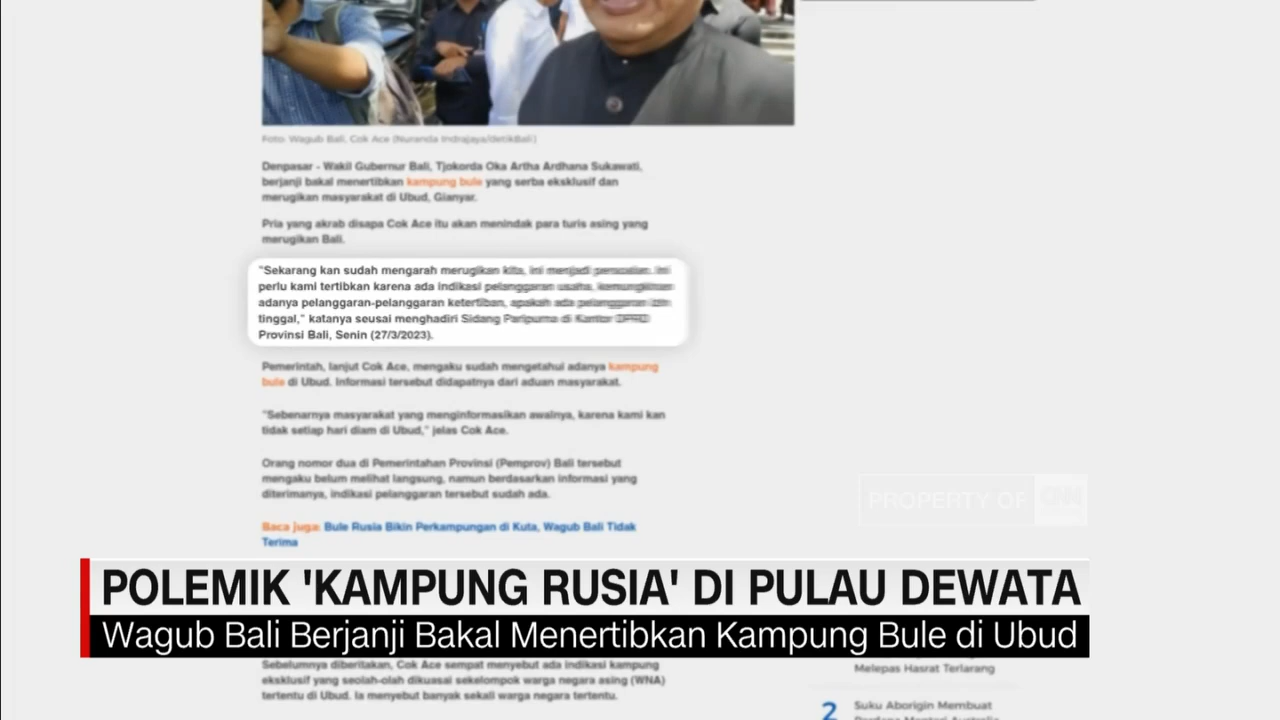 Foto: Wagub Bali, Cok Ace (Nuranda Indrajaya/detikBali)
Denpasar - Wakil Gubernur Bali, Tjokorda Oka Artha Ardhana Sukawati,
berjanji bakal menertibkan kampung bule yang serba eksklusif dan
merugikan masyarakat di Ubud, Gianyar.
Pria yang akrab disapa Cok Ace itu akan menindak para turis asing yang
merugikan Bali.
"Sekarang kan sudah mengarah merugikan kita, ini menjadi persoalan. Ini
perlu kami tertibkan karena ada indikasi pelanggaran usaha, kemungkinan
adanya pelanggaran-pelanggaran ketertiban, apakah ada pelanggaran izin
tinggal," katanya seusai menghadiri Sidang Paripurna di Kantor DPRD
Provinsi Bali, Senin (27/3/2023).
Pemerintah, lanjut Cok Ace, mengaku sudah mengetahui adanya kampung
bule di Ubud. Informasi tersebut didapatnya dari aduan masyarakat.
"Sebenarnya masyarakat yang menginformasikan awalnya, karena kami kan
tidak setiap hari diam di Ubud," jelas Cok Ace.
Orang nomor dua di Pemerintahan Provinsi (Pemprov) Bali tersebut
mengaku belum melihat langsung, namun berdasarkan informasi yang
diterimanya, indikasi pelanggaran tersebut sudah ada.
PROPERTY OF
Baca juga: Bule Rusia Bikin Perkampungan di Kuta, Wagub Bali Tidak
Terima
POLEMIK 'KAMPUNG RUSIA' DI PULAU DEWATA
Wagub Bali Berjanji Bakal Menertibkan Kampung Bule di Ubud
Sebelumnya diberitakan, Cok Ace sempat menyebut ada indikasi kampung
eksklusif yang seolah-olah dikuasai sekelompok warga negara asing (WNA)
tertentu di Ubud. Ia menyebut banyak sekali warga negara tertentu.
Melepas Hasrat Terlarang
2 Suku Aborigin Membuat
Perdana Menteri Australia